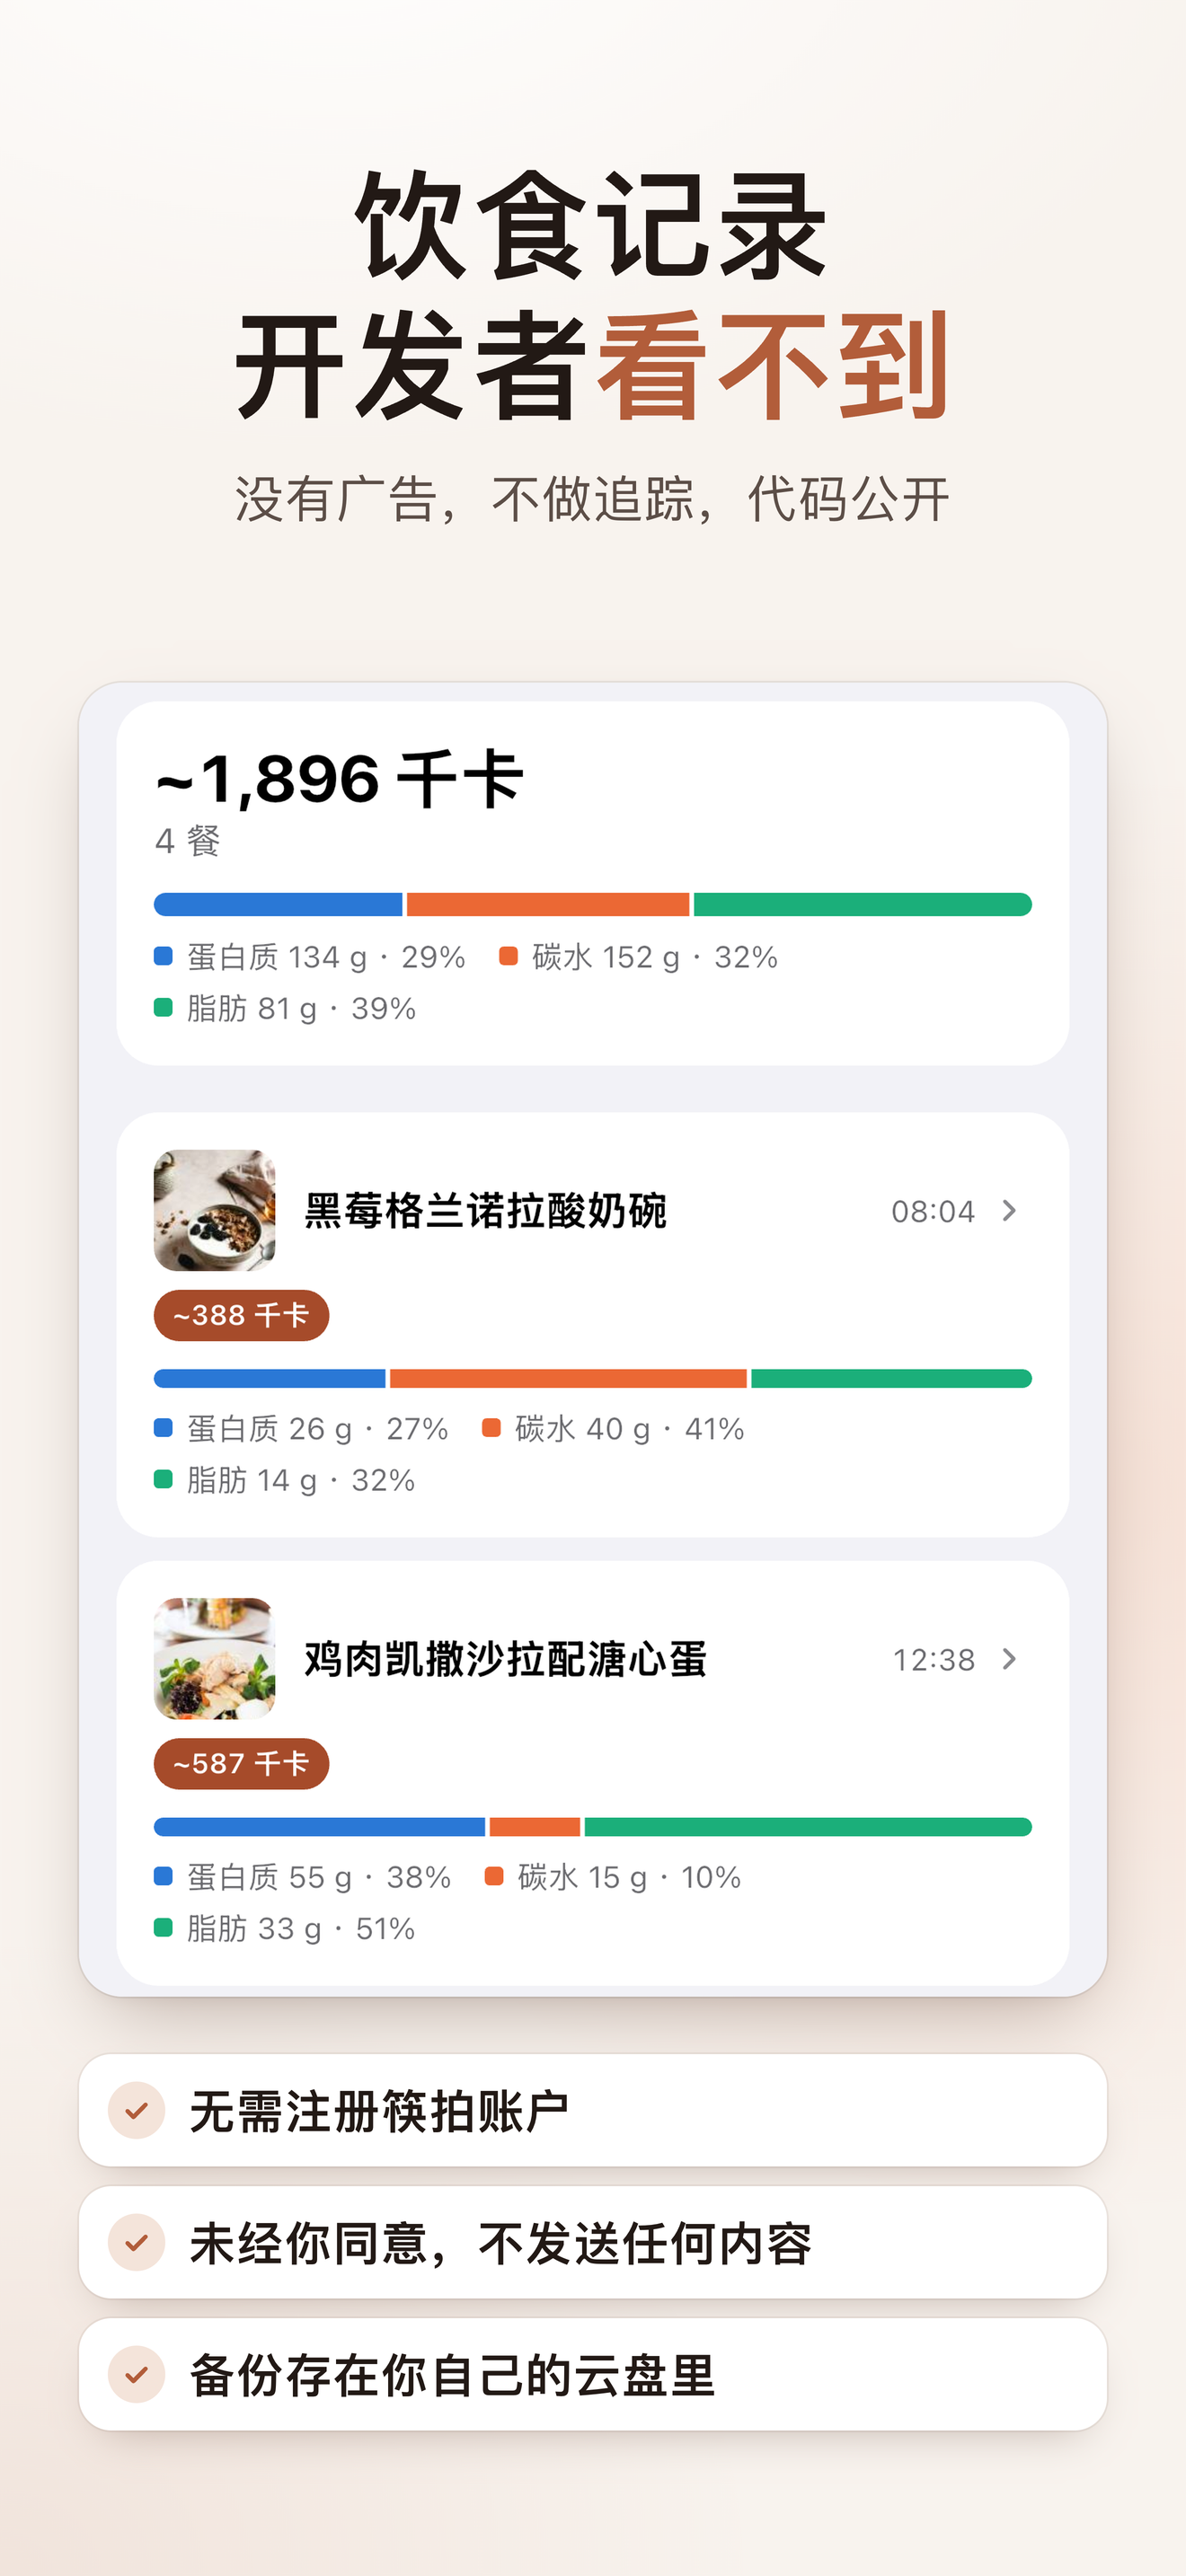 饮食记录
开发者看不到
没有广告，不做追踪，代码公开
~1,896 千卡
4 餐
蛋白质 134 g · 29% 碳水 152 g · 32%
脂肪 81 g · 39%
黑莓格兰诺拉酸奶碗 08:04
~388 千卡
蛋白质 26 g · 27% 碳水 40 g · 41%
脂肪 14 g · 32%
鸡肉凯撒沙拉配溏心蛋 12:38
~587 千卡
蛋白质 55 g · 38% 碳水 15 g · 10%
脂肪 33 g · 51%
无需注册筷拍账户
未经你同意，不发送任何内容
备份存在你自己的云盘里